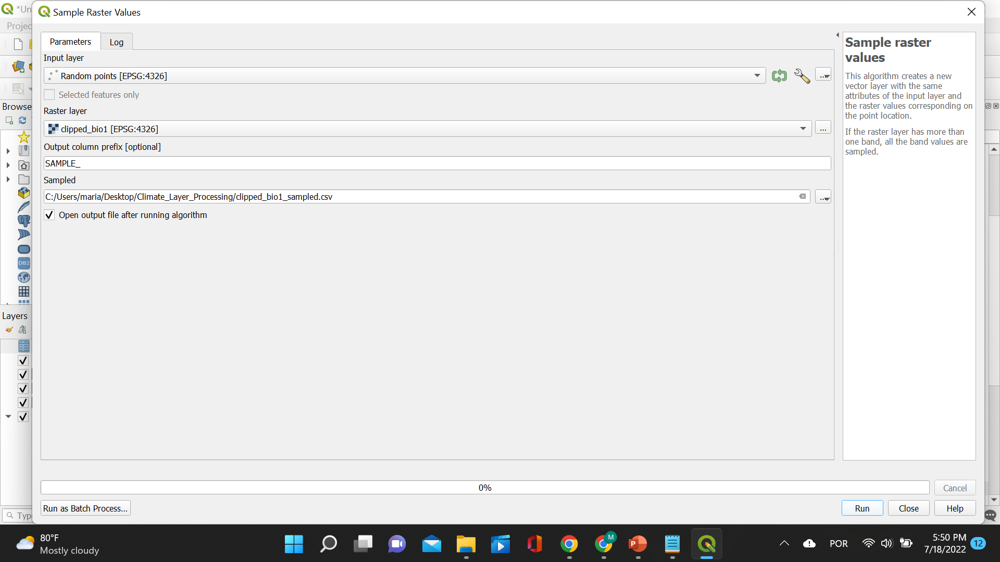 *Un
Sample Raster Values
Projec
Parameters
Log
Input layer
Random points [EPSG:4326]
...
Selected features only
Raster layer
clipped_bio1 [EPSG:4326]
...
Output column prefix [optional]
SAMPLE_
Sampled
C:/Users/maria/Desktop/Climate_Layer_Processing/clipped_bio1_sampled.csv
...
Open output file after running algorithm
Sample raster
values
This algorithm creates a new
vector layer with the same
attributes of the input layer and
the raster values corresponding on
the point location.
If the raster layer has more than
one band, all the band values are
sampled.
Browse
DB2
Layers
0%
Cancel
Run as Batch Process...
Run
Close
Help
Typ
80°F
Mostly cloudy
M
P
POR
5:50 PM
7/18/2022
12